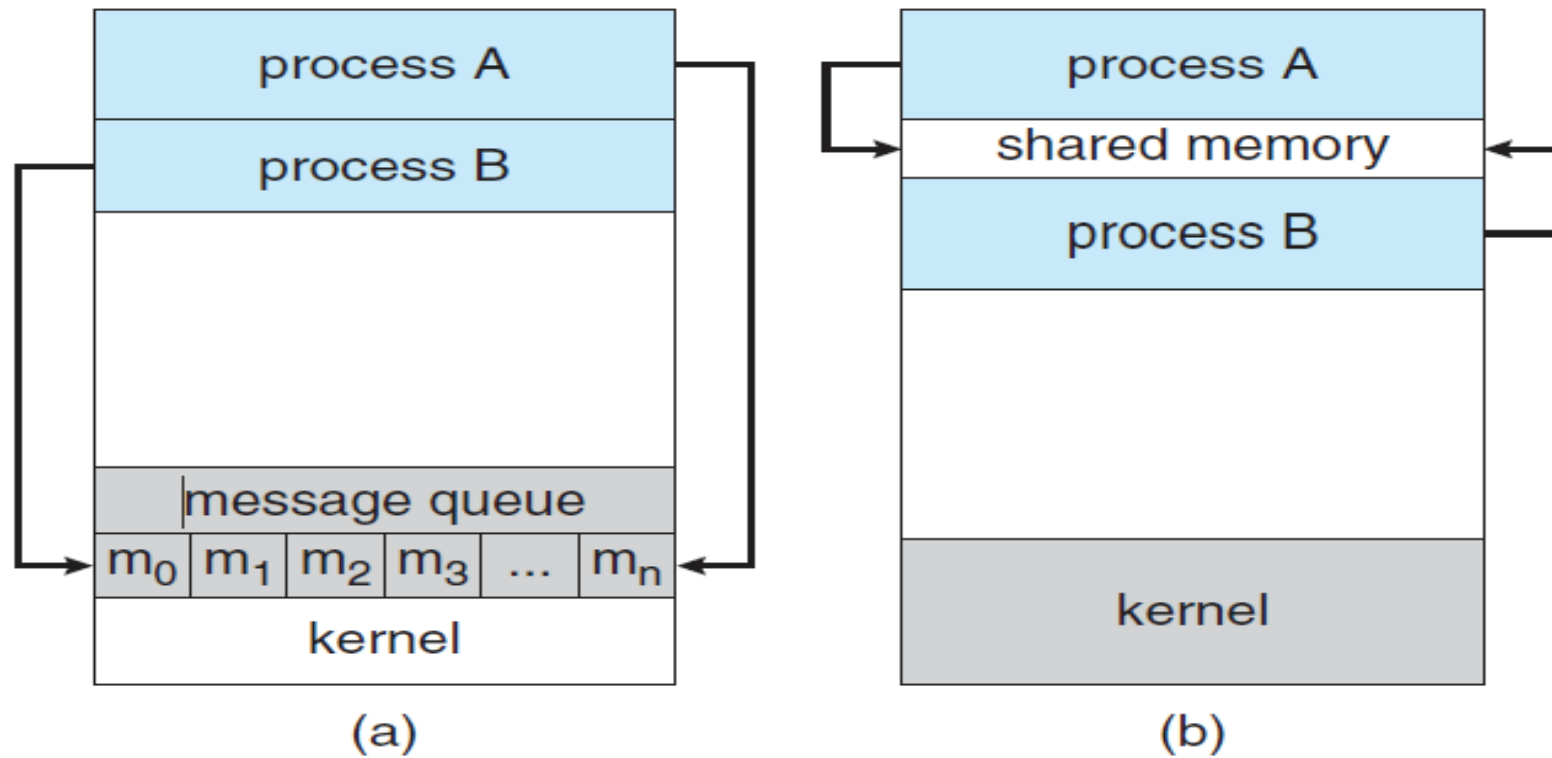 process A
process B
message queue
m₀ m₁ m₂ m₃ ... mₙ
kernel
(a)
process A
shared memory
process B
kernel
(b)